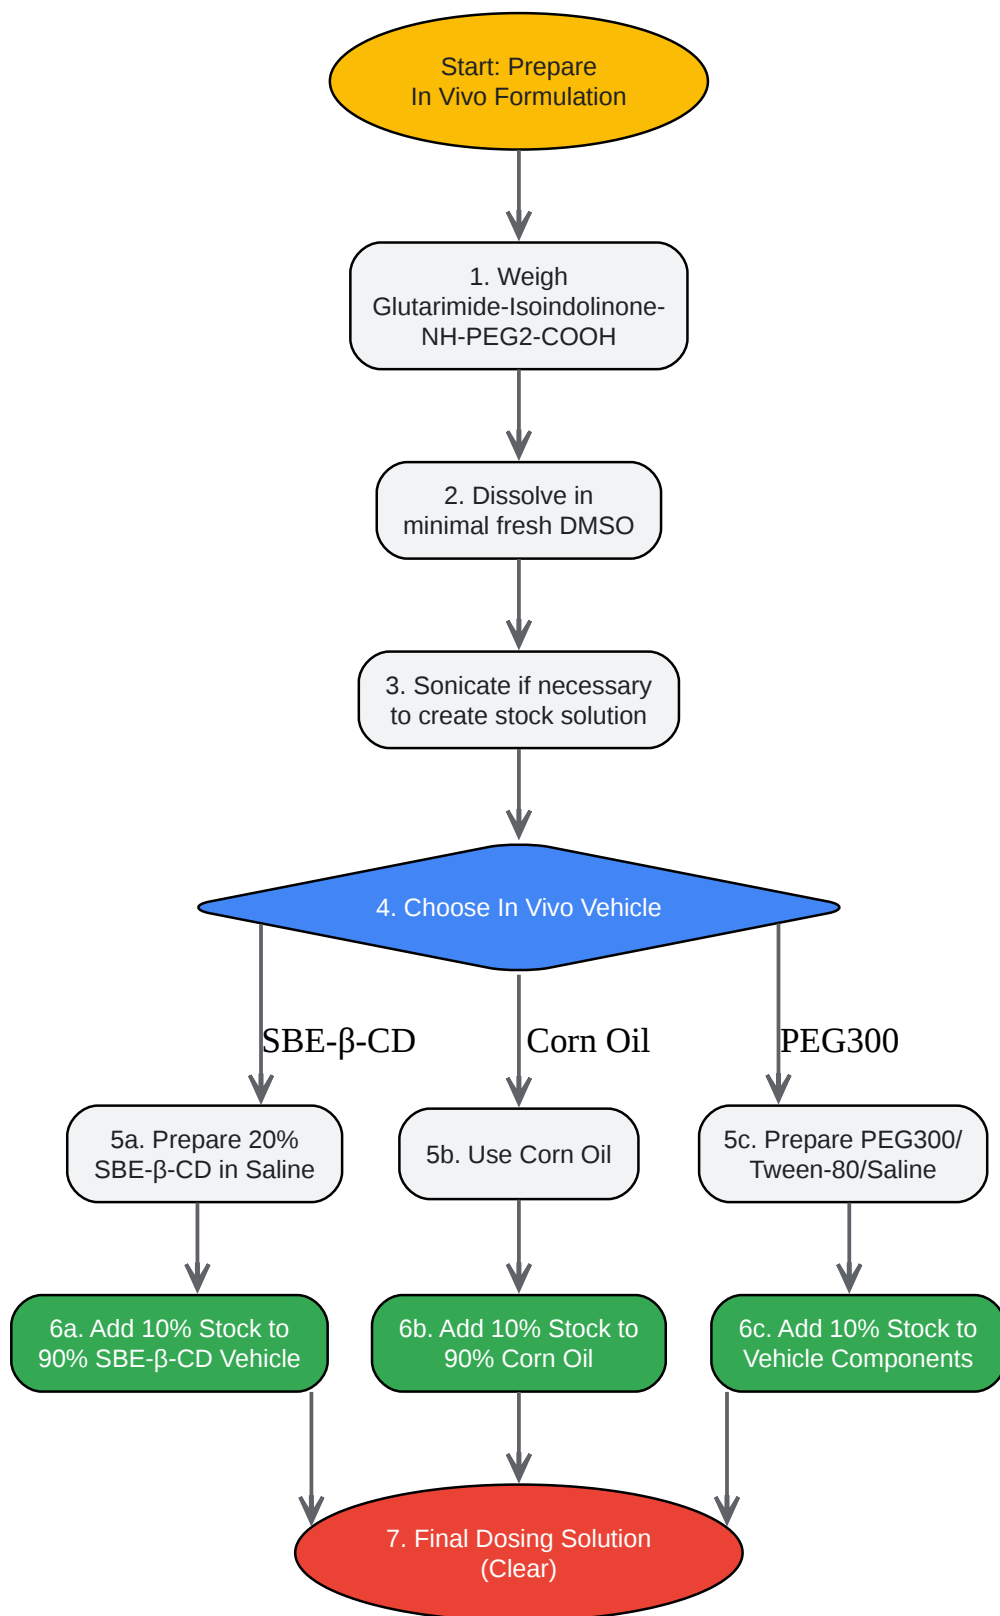 Start: Prepare
In Vivo Formulation
1. Weigh
Glutarimide-Isoindolinone-
NH-PEG2-COOH
2. Dissolve in
minimal fresh DMSO
3. Sonicate if necessary
to create stock solution
4. Choose In Vivo Vehicle
SBE-β-CD
Corn Oil
PEG300
5a. Prepare 20%
SBE-β-CD in Saline
5b. Use Corn Oil
5c. Prepare PEG300/
Tween-80/Saline
6a. Add 10% Stock to
90% SBE-β-CD Vehicle
6b. Add 10% Stock to
90% Corn Oil
6c. Add 10% Stock to
Vehicle Components
7. Final Dosing Solution
(Clear)